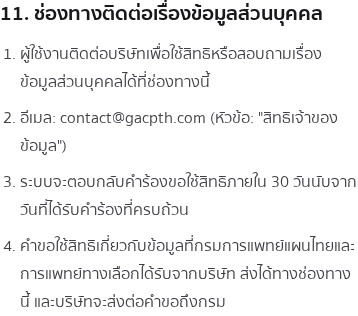 11. ช่องทางติดต่อเรื่องข้อมูลส่วนบุคคล
1. ผู้ใช้งานติดต่อบริษัทเพื่อใช้สิทธิหรือสอบถามเรื่อง
ข้อมูลส่วนบุคคลได้ที่ช่องทางนี้
2. อีเมล: contact@gacpth.com (หัวข้อ: "สิทธิเจ้าของ
ข้อมูล")
3. ระบบจะตอบกลับคำร้องขอใช้สิทธิภายใน 30 วันนับจาก
วันที่ได้รับคำร้องที่ครบถ้วน
4. คำขอใช้สิทธิเกี่ยวกับข้อมูลที่กรมการแพทย์แผนไทยและ
การแพทย์ทางเลือกได้รับจากบริษัท ส่งได้ทางช่องทาง
นี้ และบริษัทจะส่งต่อคำขอถึงกรม